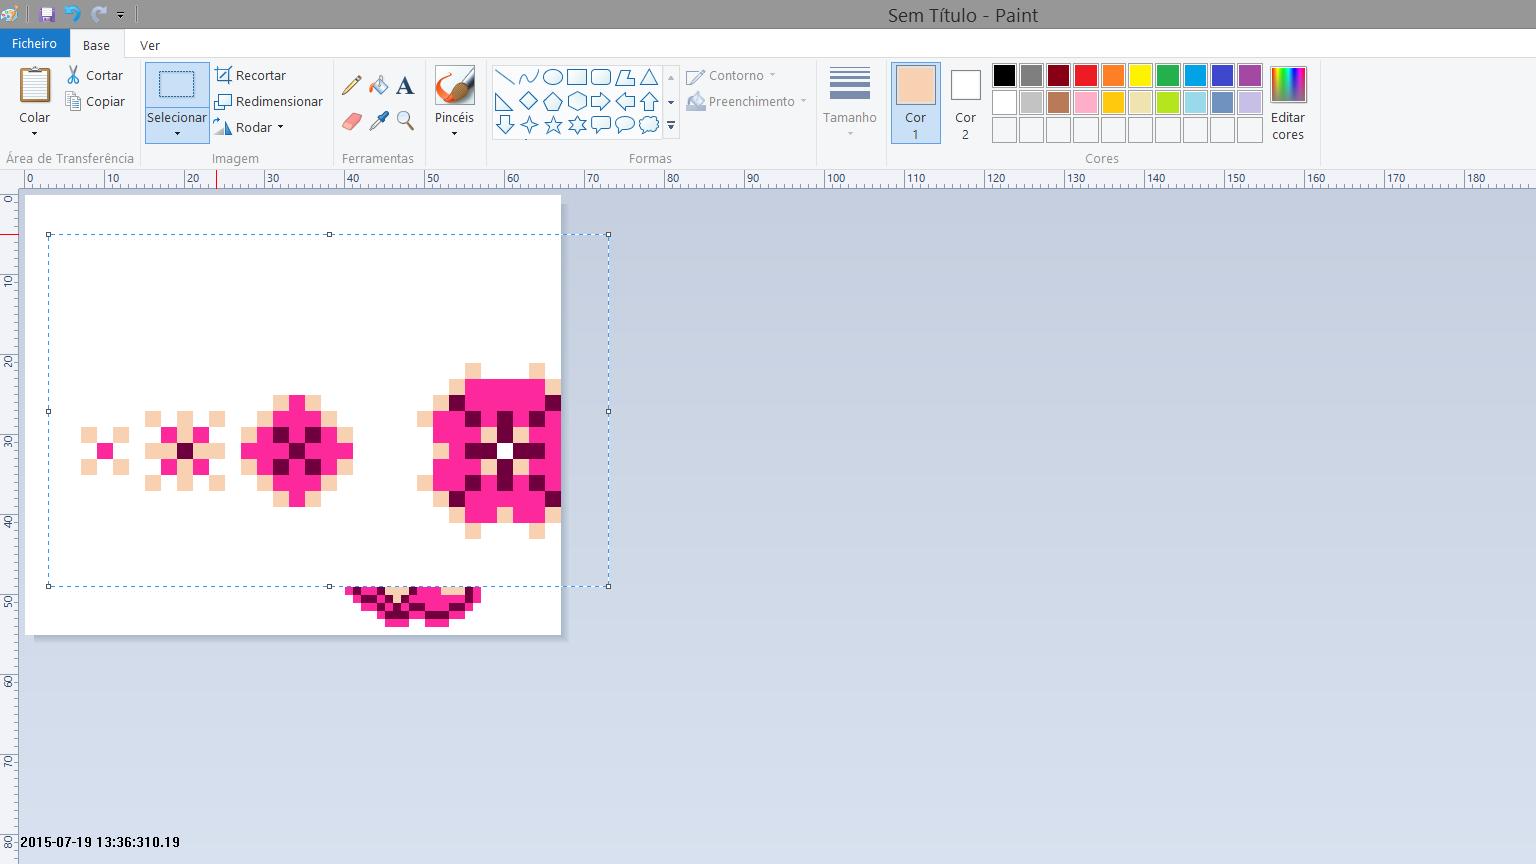 Sem Título - Paint
Ficheiro Base Ver
Colar
Cortar
Copiar
Área de Transferência
Selecionar
Recortar
Redimensionar
Rodar
Imagem
A
Ferramentas
Pincéis
Contorno
Preenchimento
Formas
Tamanho
Cor 1
Cor 2
Editar cores
Cores
0 10 20 30 40 50 60 70 80 90 100 110 120 130 140 150 160 170 180
0
10
20
30
40
50
60
70
80
2015-07-19 13:36:310.19